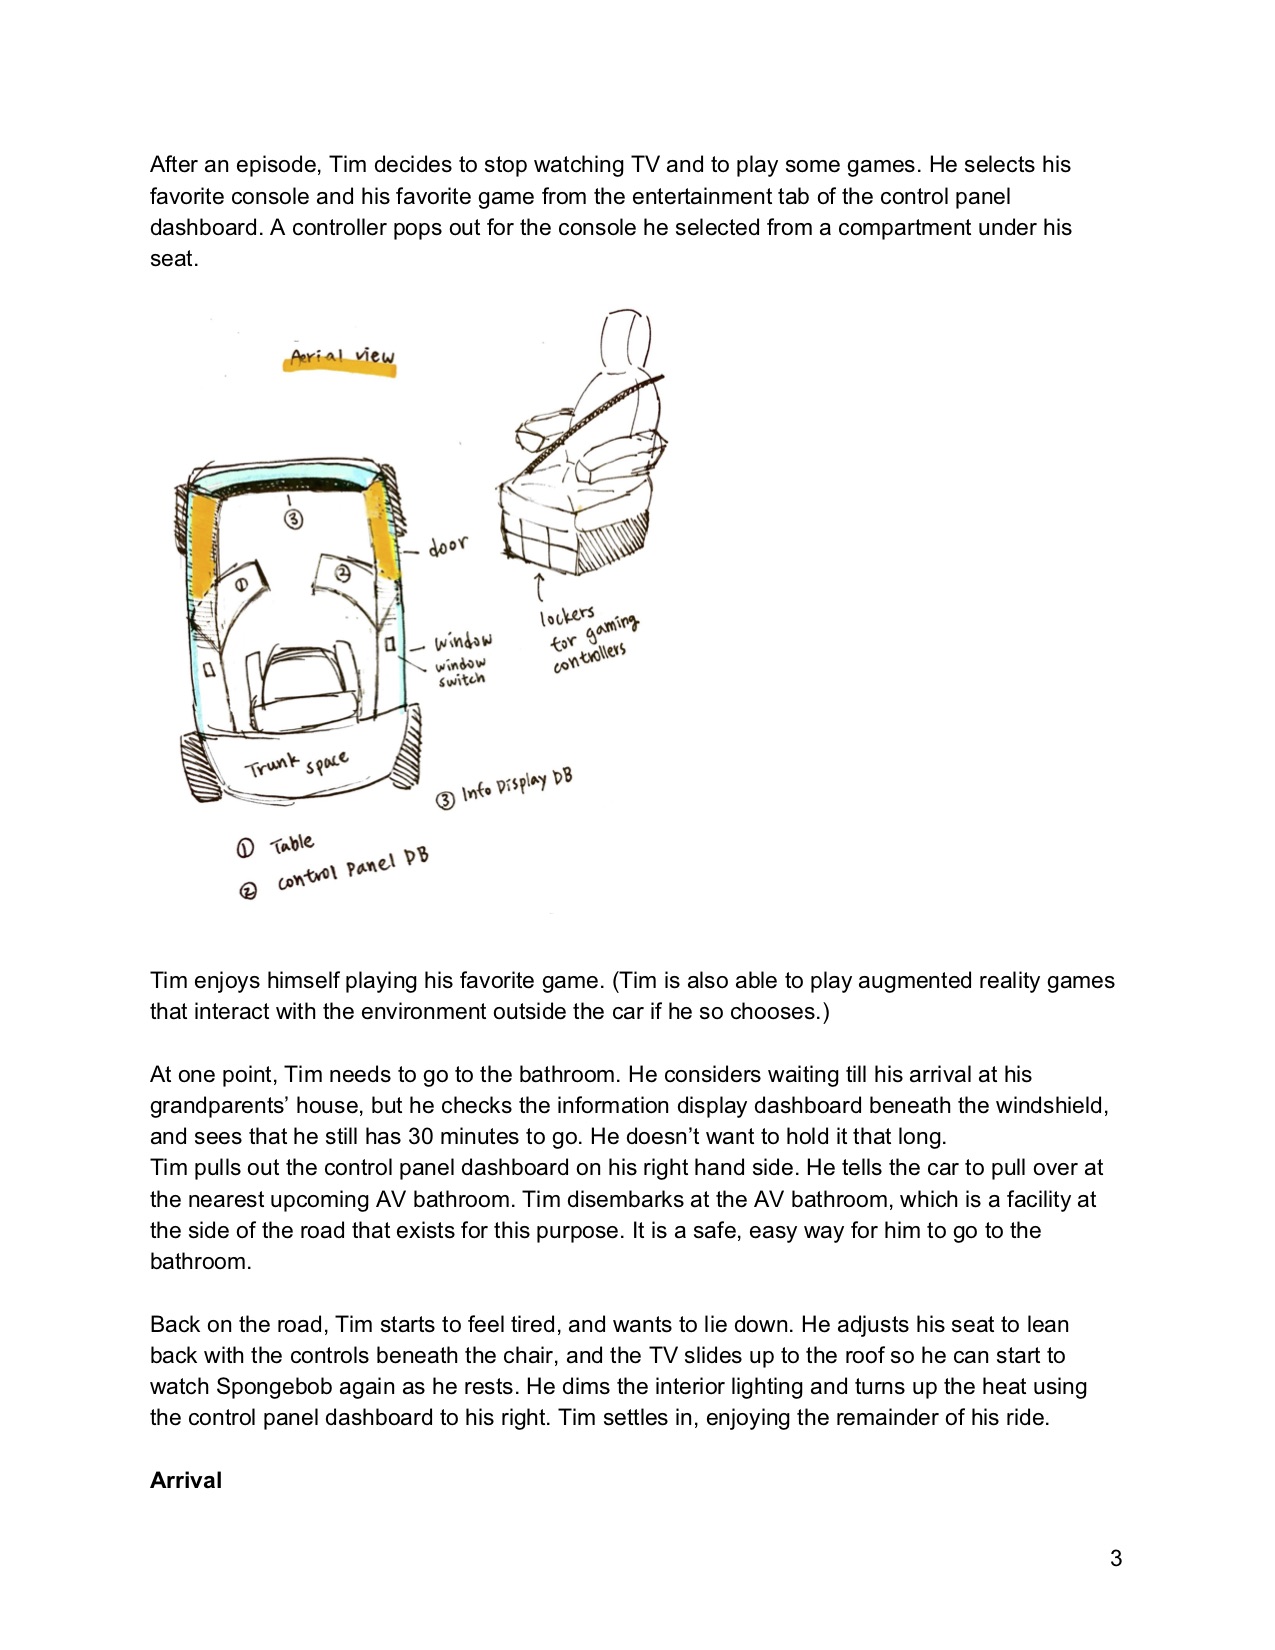 After an episode, Tim decides to stop watching TV and to play some games. He selects his
favorite console and his favorite game from the entertainment tab of the control panel
dashboard. A controller pops out for the console he selected from a compartment under his
seat.
Aerial view
③
door
①
②
lockers
for gaming
controllers
window
window
switch
Trunk space
③ Info Display DB
① Table
② Control Panel DB
Tim enjoys himself playing his favorite game. (Tim is also able to play augmented reality games
that interact with the environment outside the car if he so chooses.)
At one point, Tim needs to go to the bathroom. He considers waiting till his arrival at his
grandparents’ house, but he checks the information display dashboard beneath the windshield,
and sees that he still has 30 minutes to go. He doesn’t want to hold it that long.
Tim pulls out the control panel dashboard on his right hand side. He tells the car to pull over at
the nearest upcoming AV bathroom. Tim disembarks at the AV bathroom, which is a facility at
the side of the road that exists for this purpose. It is a safe, easy way for him to go to the
bathroom.
Back on the road, Tim starts to feel tired, and wants to lie down. He adjusts his seat to lean
back with the controls beneath the chair, and the TV slides up to the roof so he can start to
watch Spongebob again as he rests. He dims the interior lighting and turns up the heat using
the control panel dashboard to his right. Tim settles in, enjoying the remainder of his ride.
Arrival
3